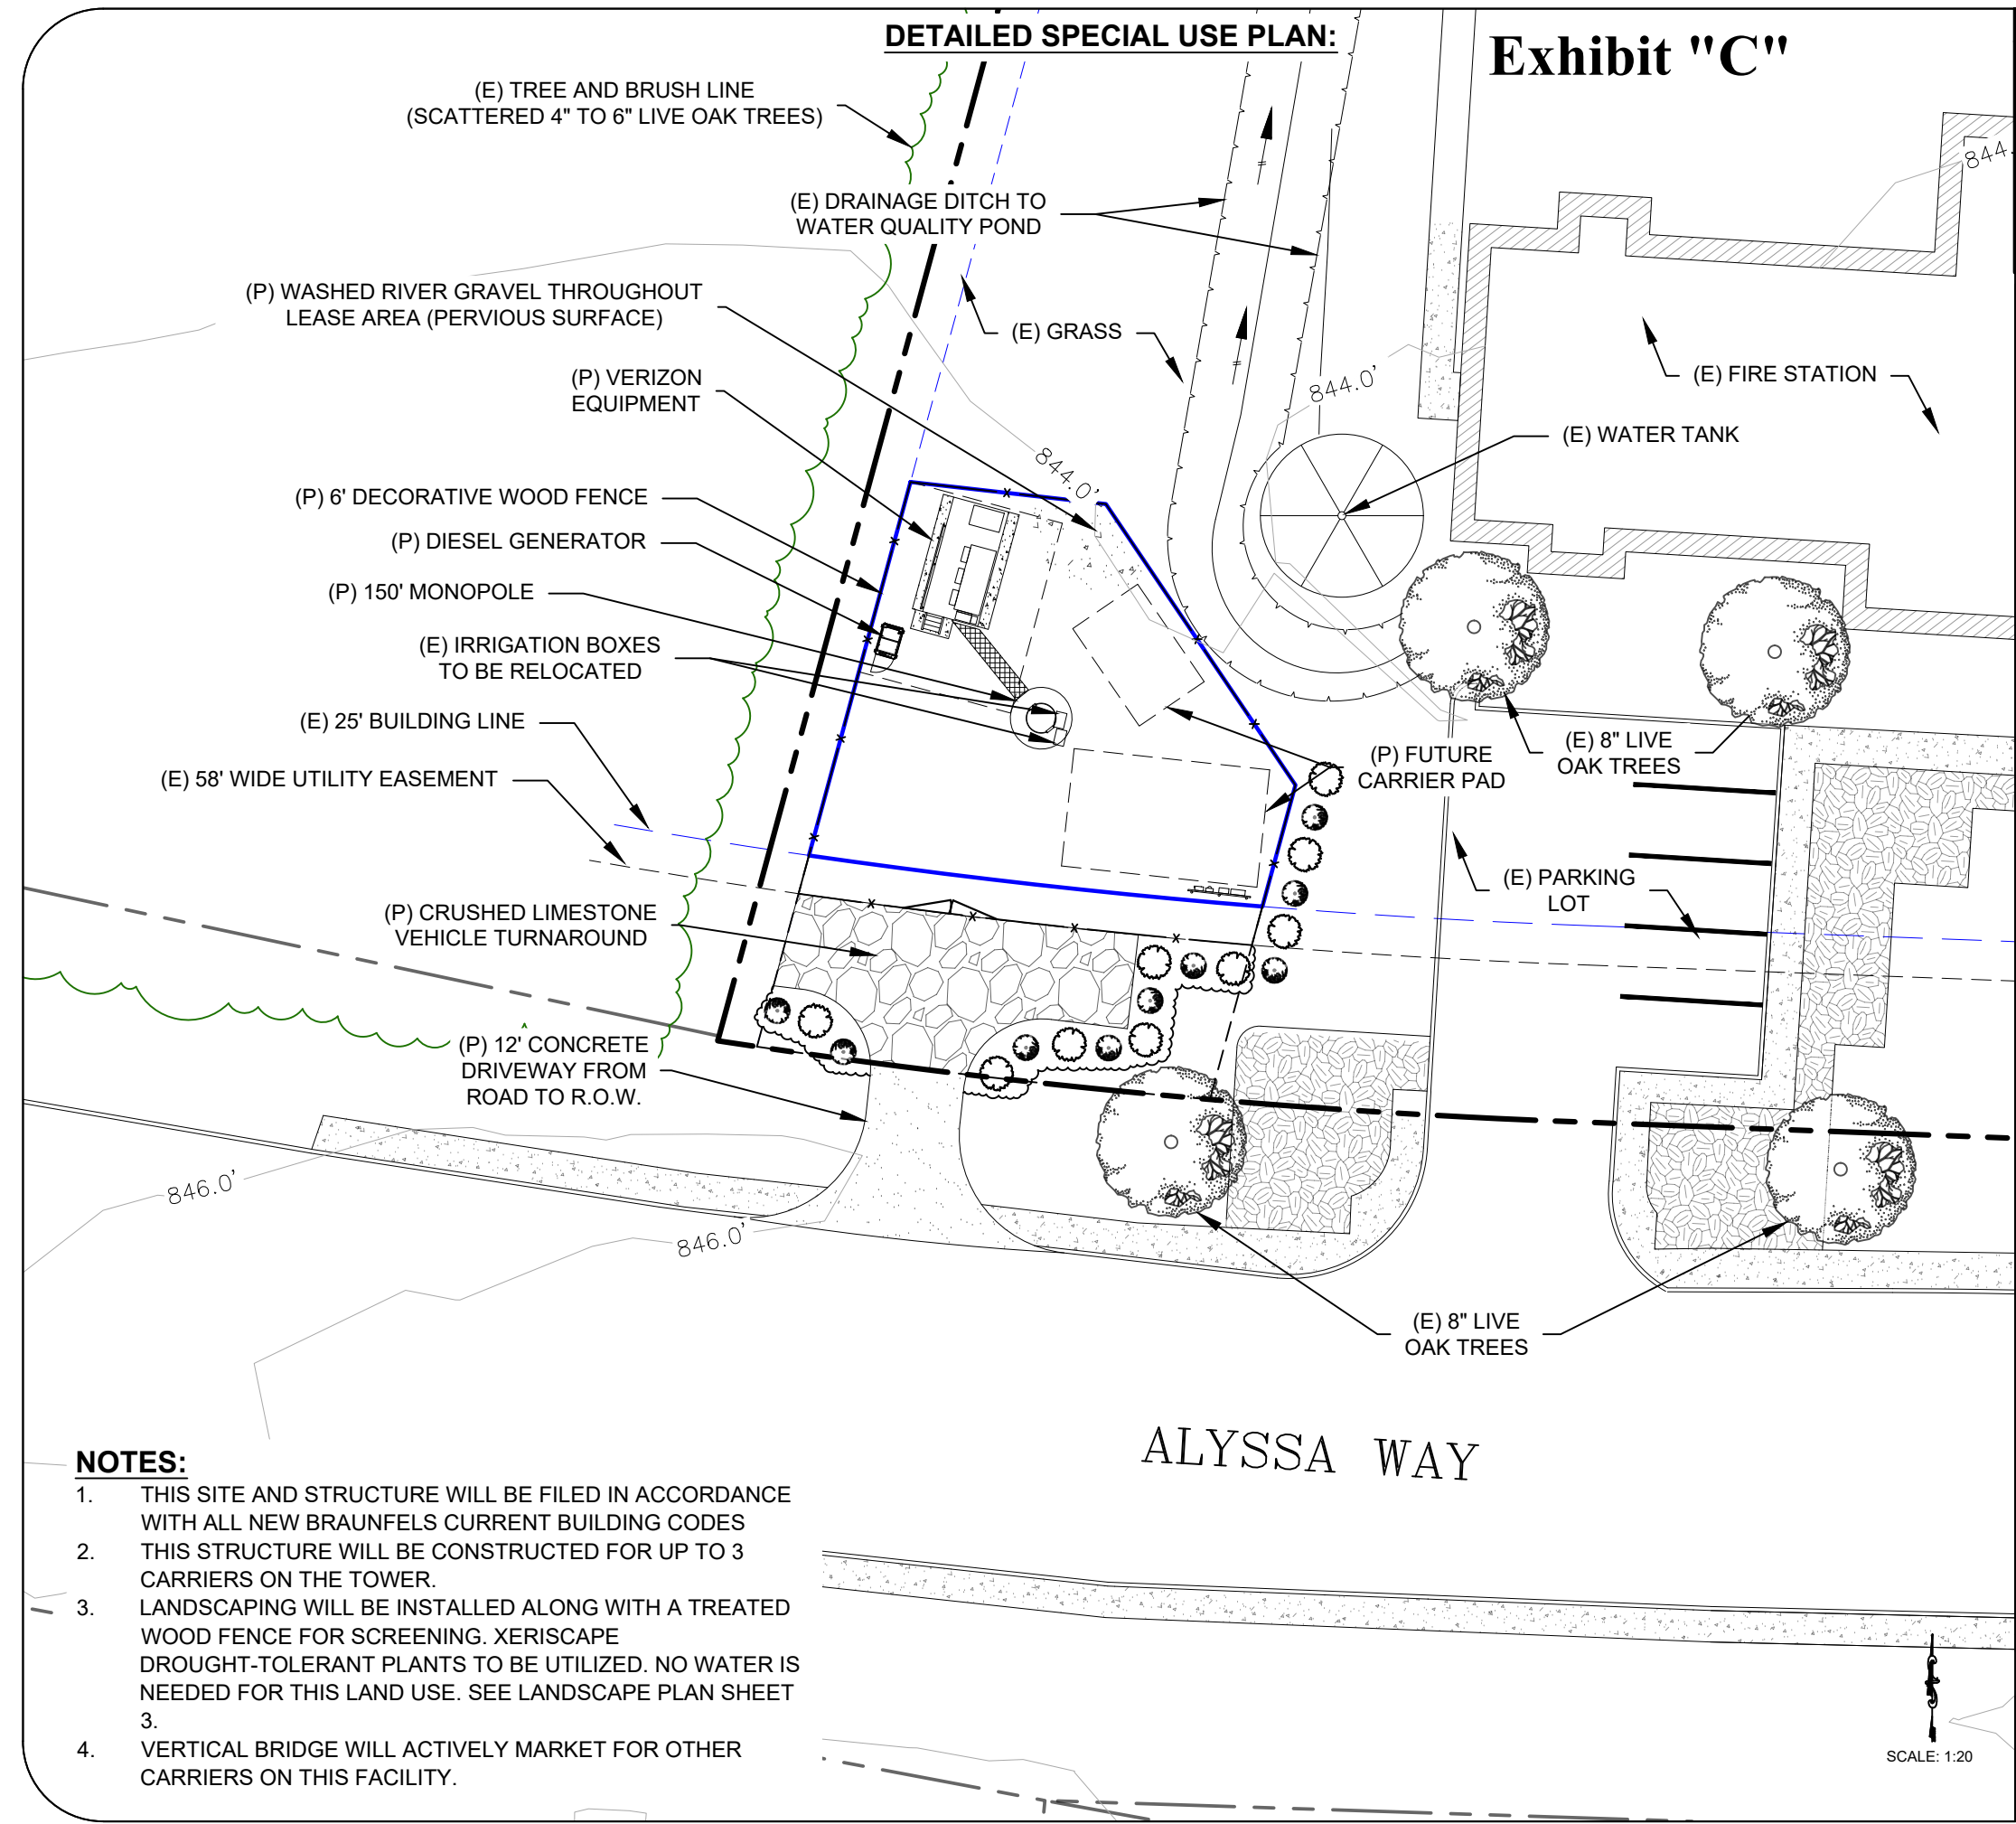 DETAILED SPECIAL USE PLAN:
Exhibit "C"
(E) TREE AND BRUSH LINE
(SCATTERED 4" TO 6" LIVE OAK TREES)
844.
(E) DRAINAGE DITCH TO
WATER QUALITY POND
(P) WASHED RIVER GRAVEL THROUGHOUT
LEASE AREA (PERVIOUS SURFACE)
(E) GRASS
(P) VERIZON
EQUIPMENT
844.0'
(E) FIRE STATION
(E) WATER TANK
844.0'
(P) 6' DECORATIVE WOOD FENCE
(P) DIESEL GENERATOR
(P) 150' MONOPOLE
(E) IRRIGATION BOXES
TO BE RELOCATED
(E) 25' BUILDING LINE
(E) 58' WIDE UTILITY EASEMENT
(P) FUTURE
CARRIER PAD
(E) 8" LIVE
OAK TREES
(E) PARKING
LOT
(P) CRUSHED LIMESTONE
VEHICLE TURNAROUND
(P) 12' CONCRETE
DRIVEWAY FROM
ROAD TO R.O.W.
846.0'
846.0'
(E) 8" LIVE
OAK TREES
ALYSSA WAY
NOTES:
1. THIS SITE AND STRUCTURE WILL BE FILED IN ACCORDANCE
WITH ALL NEW BRAUNFELS CURRENT BUILDING CODES
2. THIS STRUCTURE WILL BE CONSTRUCTED FOR UP TO 3
CARRIERS ON THE TOWER.
3. LANDSCAPING WILL BE INSTALLED ALONG WITH A TREATED
WOOD FENCE FOR SCREENING. XERISCAPE
DROUGHT-TOLERANT PLANTS TO BE UTILIZED. NO WATER IS
NEEDED FOR THIS LAND USE. SEE LANDSCAPE PLAN SHEET
3.
4. VERTICAL BRIDGE WILL ACTIVELY MARKET FOR OTHER
CARRIERS ON THIS FACILITY.
SCALE: 1:20